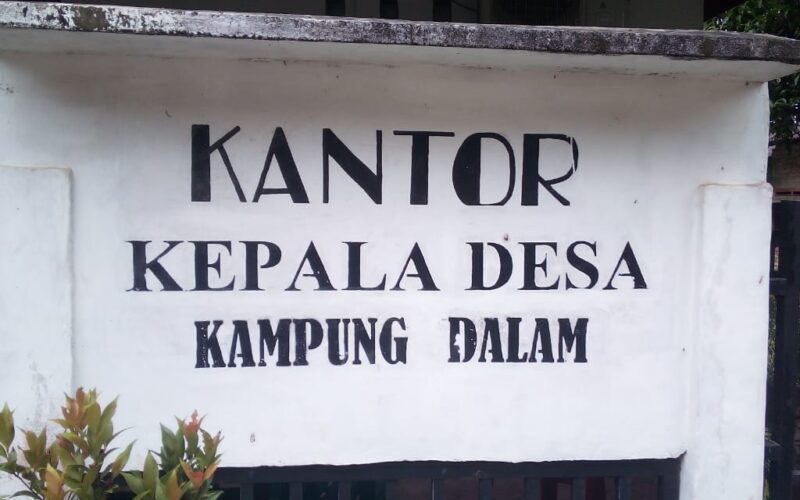 KANTOR
KEPALA DESA
KAMPUNG DALAM